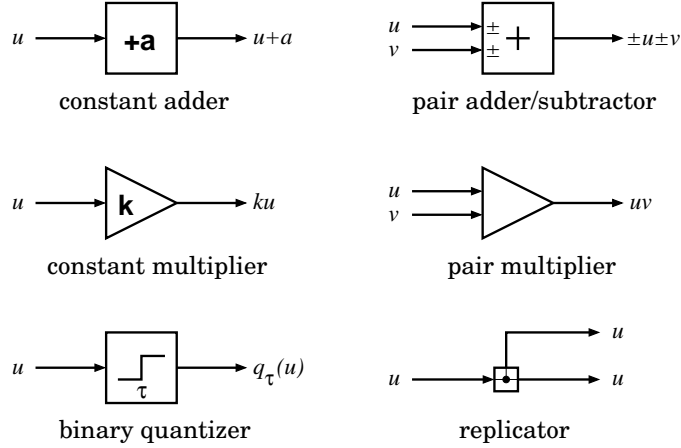 u +a u+a
u ± + ±u±v
v ±
constant adder pair adder/subtractor
u k ku
u uv
v
constant multiplier pair multiplier
u
u τ q_τ(u)
u u
binary quantizer replicator